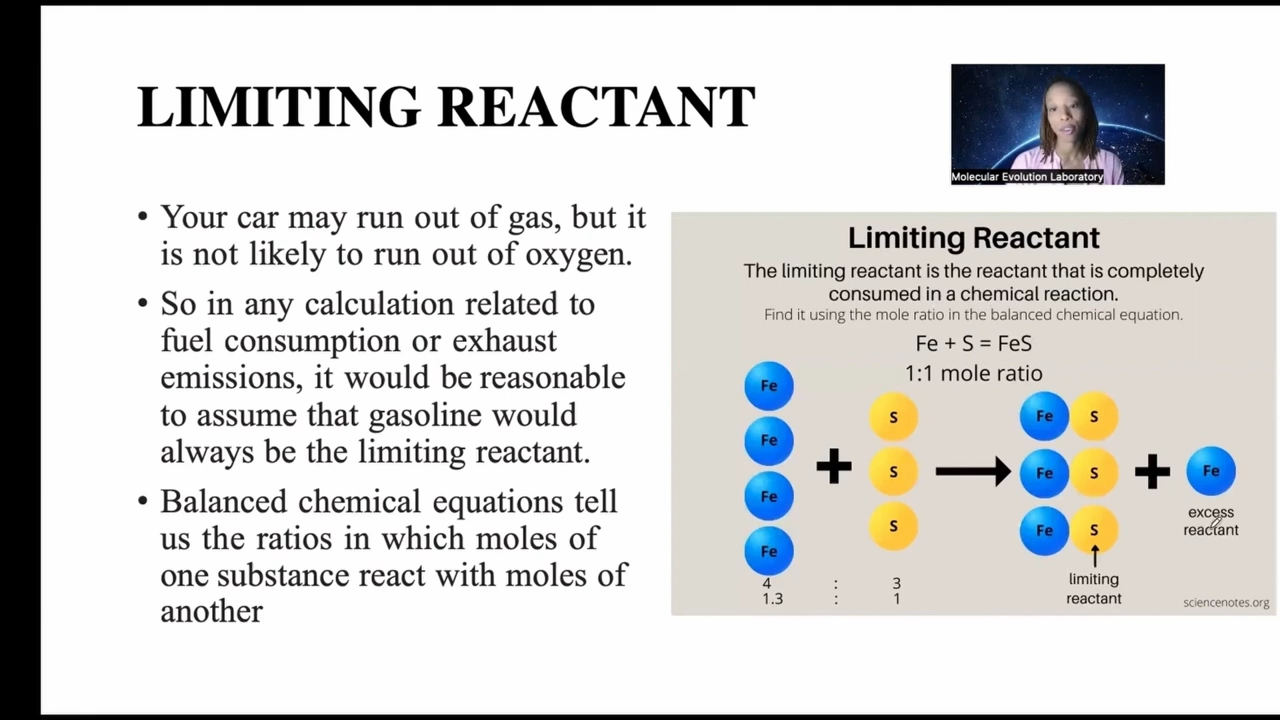 LIMITING REACTANT
Molecular Evolution Laboratory
• Your car may run out of gas, but it
is not likely to run out of oxygen.
• So in any calculation related to
fuel consumption or exhaust
emissions, it would be reasonable
to assume that gasoline would
always be the limiting reactant.
• Balanced chemical equations tell
us the ratios in which moles of
one substance react with moles of
another
Limiting Reactant
The limiting reactant is the reactant that is completely
consumed in a chemical reaction.
Find it using the mole ratio in the balanced chemical equation.
Fe + S = FeS
1:1 mole ratio
Fe
Fe
Fe
Fe
+
S
S
S
Fe S
Fe S
Fe S
+
Fe
excess
reactant
limiting
reactant
4 : 3
1.3 : 1
sciencenotes.org